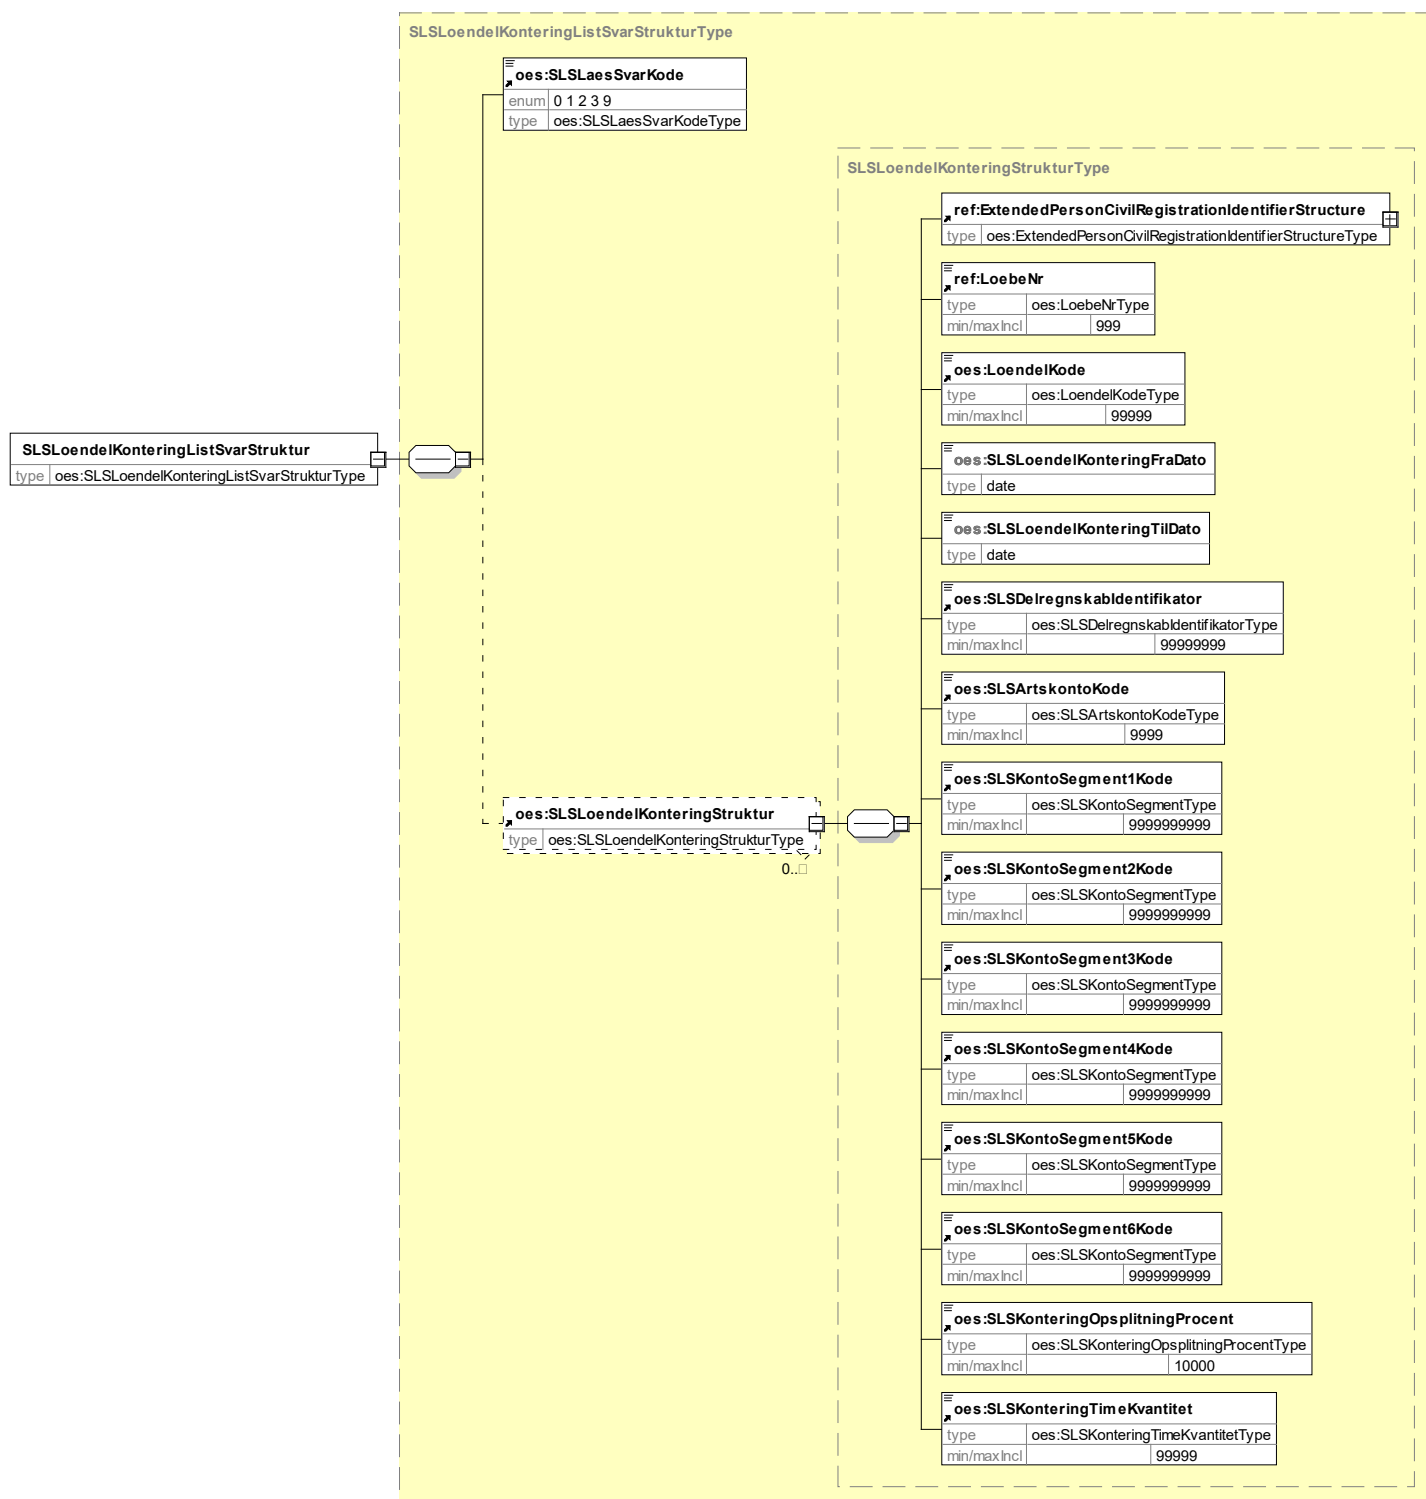 SLSLoendelKonteringListSvarStrukturType
oes:SLSLaesSvarKode
enum 0 1 2 3 9
type oes:SLSLaesSvarKodeType
SLSLoendelKonteringStrukturType
ref:ExtendedPersonCivilRegistrationIdentifierStructure
type oes:ExtendedPersonCivilRegistrationIdentifierStructureType
ref:LoebeNr
type oes:LoebeNrType
min/maxIncl 999
oes:LoendelKode
type oes:LoendelKodeType
min/maxIncl 99999
SLSLoendelKonteringListSvarStruktur
type oes:SLSLoendelKonteringListSvarStrukturType
oes:SLSLoendelKonteringFraDato
type date
oes:SLSLoendelKonteringTilDato
type date
oes:SLSDelregnskabIdentifikator
type oes:SLSDelregnskabIdentifikatorType
min/maxIncl 99999999
oes:SLSArtskontoKode
type oes:SLSArtskontoKodeType
min/maxIncl 9999
oes:SLSKontoSegment1Kode
type oes:SLSKontoSegmentType
min/maxIncl 9999999999
oes:SLSLoendelKonteringStruktur
type oes:SLSLoendelKonteringStrukturType
0..□
oes:SLSKontoSegment2Kode
type oes:SLSKontoSegmentType
min/maxIncl 9999999999
oes:SLSKontoSegment3Kode
type oes:SLSKontoSegmentType
min/maxIncl 9999999999
oes:SLSKontoSegment4Kode
type oes:SLSKontoSegmentType
min/maxIncl 9999999999
oes:SLSKontoSegment5Kode
type oes:SLSKontoSegmentType
min/maxIncl 9999999999
oes:SLSKontoSegment6Kode
type oes:SLSKontoSegmentType
min/maxIncl 9999999999
oes:SLSKonteringOpsplitningProcent
type oes:SLSKonteringOpsplitningProcentType
min/maxIncl 10000
oes:SLSKonteringTimeKvantitet
type oes:SLSKonteringTimeKvantitetType
min/maxIncl 99999